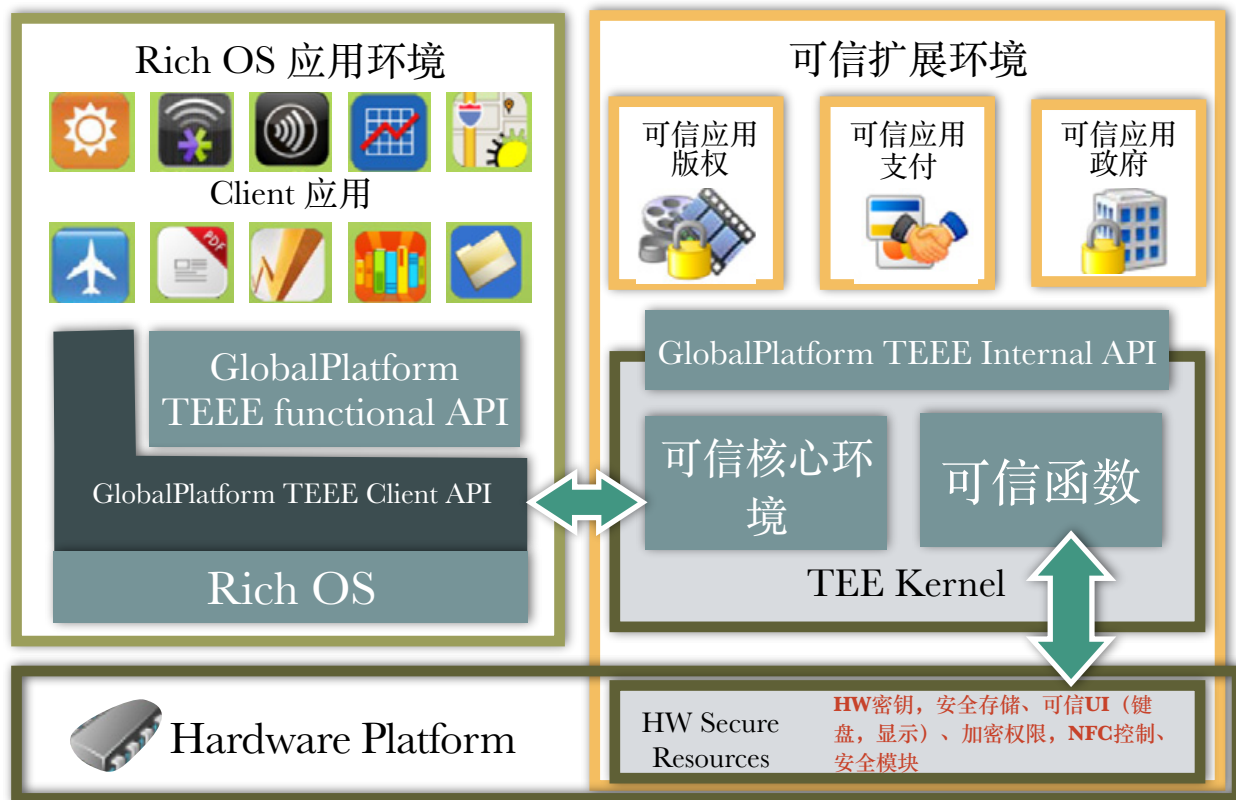 Rich OS 应用环境
Client 应用
PDF
GlobalPlatform
TEEE functional API
GlobalPlatform TEEE Client API
Rich OS
可信扩展环境
可信应用
版权
可信应用
支付
可信应用
政府
GlobalPlatform TEEE Internal API
可信核心环
境
可信函数
TEE Kernel
Hardware Platform
HW Secure
Resources
HW密钥，安全存储、可信UI（键
盘，显示）、加密权限，NFC控制、
安全模块